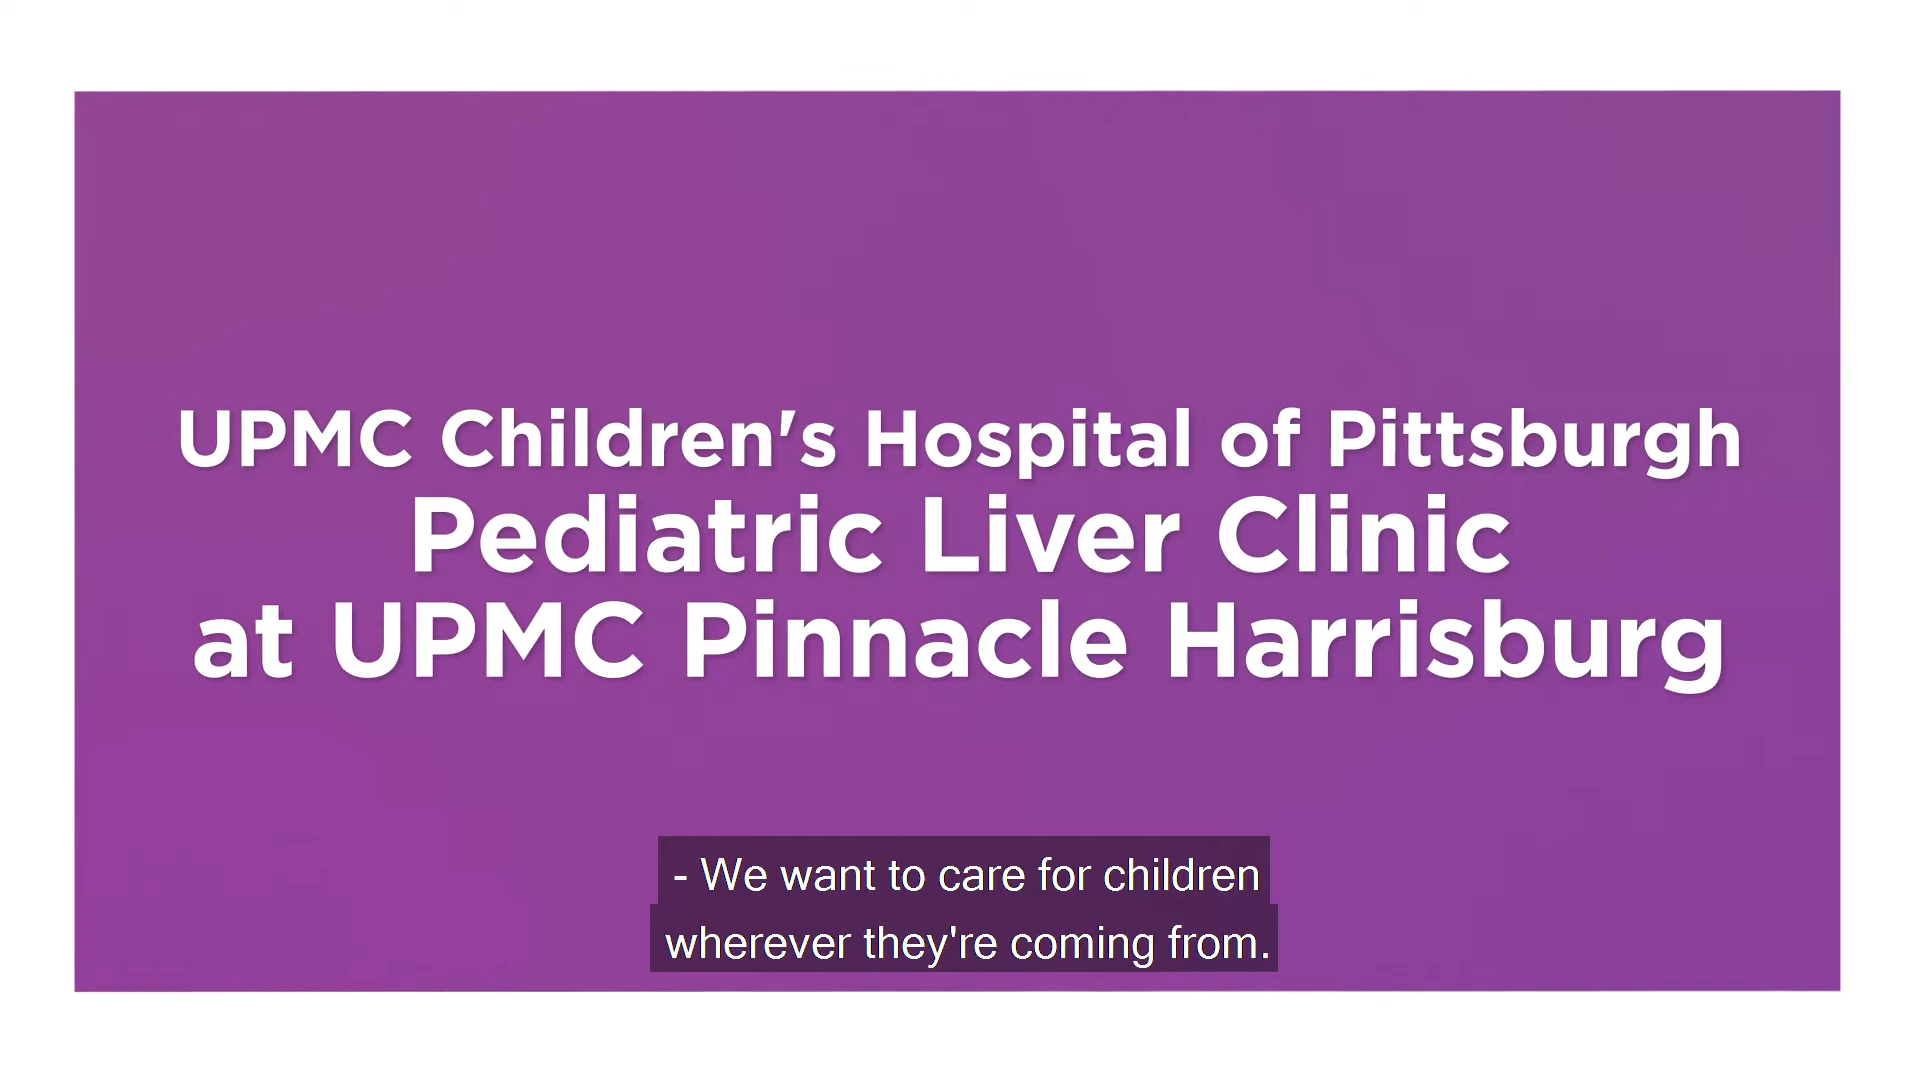 UPMC Children's Hospital of Pittsburgh
Pediatric Liver Clinic
at UPMC Pinnacle Harrisburg
- We want to care for children
wherever they're coming from.